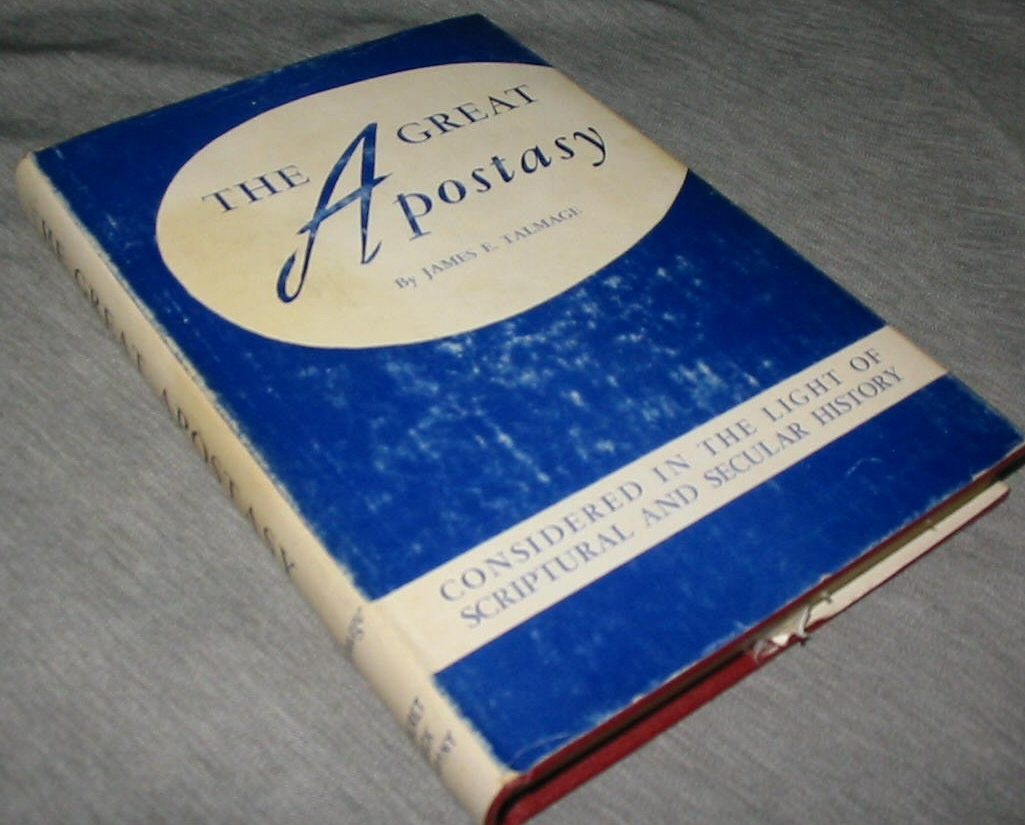 THE GREAT
Apostasy
By JAMES E. TALMAGE
CONSIDERED IN THE LIGHT OF
SCRIPTURAL AND SECULAR HISTORY
THE GREAT APOSTASY